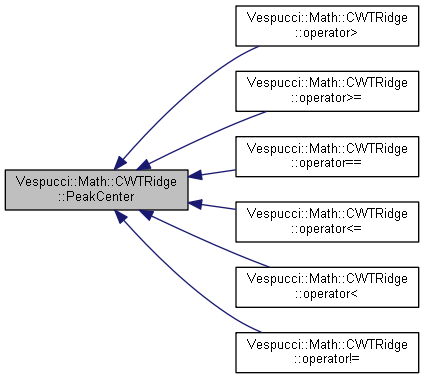 Vespucci::Math::CWTRidge
::operator>
Vespucci::Math::CWTRidge
::operator>=
Vespucci::Math::CWTRidge
::operator==
Vespucci::Math::CWTRidge
::PeakCenter
Vespucci::Math::CWTRidge
::operator<=
Vespucci::Math::CWTRidge
::operator<
Vespucci::Math::CWTRidge
::operator!=